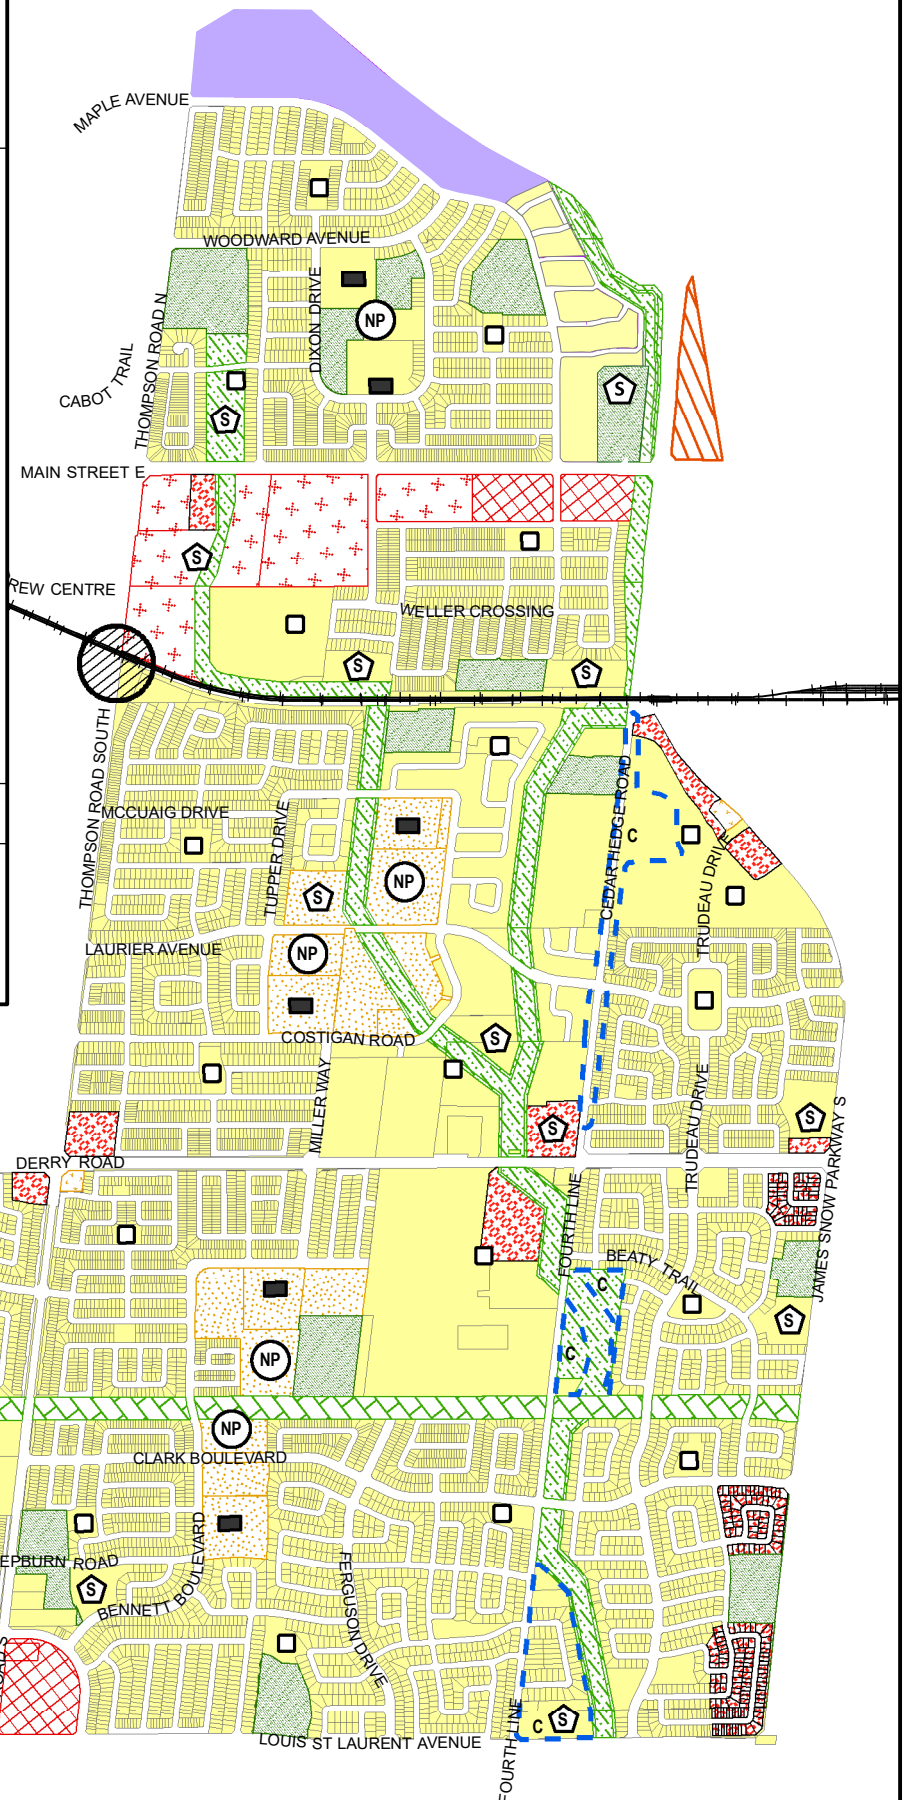 MAPLE AVENUE
WOODWARD AVENUE
DIXON DRIVE
NP
THOMPSON ROAD N
CABOT TRAIL
S
S
MAIN STREET E
S
REW CENTRE
WELLER CROSSING
S
S
THOMPSON ROAD SOUTH
CEDAR HEDGE ROAD
MCCUAIG DRIVE
TUPPER DRIVE
C
TRUDEAU DRIVE
NP
S
LAURIER AVENUE
NP
COSTIGAN ROAD
S
MILLER WAY
TRUDEAU DRIVE
S
S
JAMES SNOW PARKWAY S
DERRY ROAD
FOURTH LINE
BEATY TRAIL
C
S
C
NP
NP
CLARK BOULEVARD
EPBURN ROAD
S
BENNETT BOULEVARD
FERGUSON DRIVE
S
C
FOURTH LINE
LOUIS ST LAURENT AVENUE